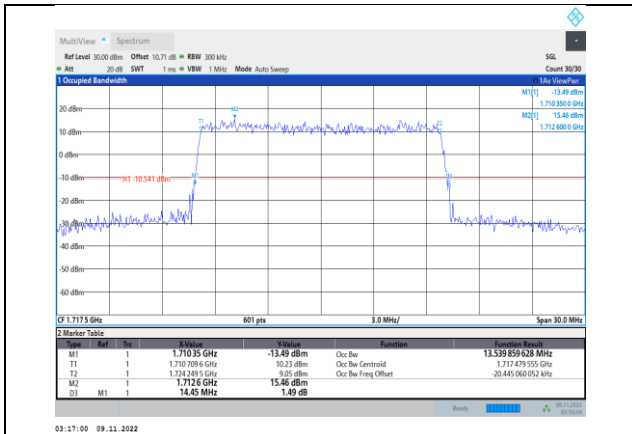 MultiView Spectrum
Ref Level 30.00 dBm Offset 10.71 dB RBW 300 kHz SGL
Att 20 dB SWT 1 ms VBW 1 MHz Mode Auto Sweep Count 30/30
1 Occupied Bandwidth 1Av ViewPwr
M1[1] -13.49 dBm
1.710 350 0 GHz
M2[1] 15.46 dBm
1.712 600 0 GHz
20 dBm
M2
T1
T2
10 dBm
0 dBm
-10 dBm
H1 -10.541 dBm
M1
-20 dBm
-30 dBm
-40 dBm
-50 dBm
-60 dBm
CF 1.717 5 GHz 601 pts 3.0 MHz/ Span 30.0 MHz
2 Marker Table
Type Ref Trc X-Value Y-Value Function Function Result
M1 1 1.710 35 GHz -13.49 dBm Occ Bw 13.539 859 628 MHz
T1 1 1.710 709 6 GHz 10.23 dBm Occ Bw Centroid 1.717 479 555 GHz
T2 1 1.724 249 5 GHz 9.05 dBm Occ Bw Freq Offset -20.445 060 052 kHz
M2 1 1.712 6 GHz 15.46 dBm
D3 M1 1 14.45 MHz 1.49 dB
Ready 09.11.2022
03:16:59
03:17:00 09.11.2022